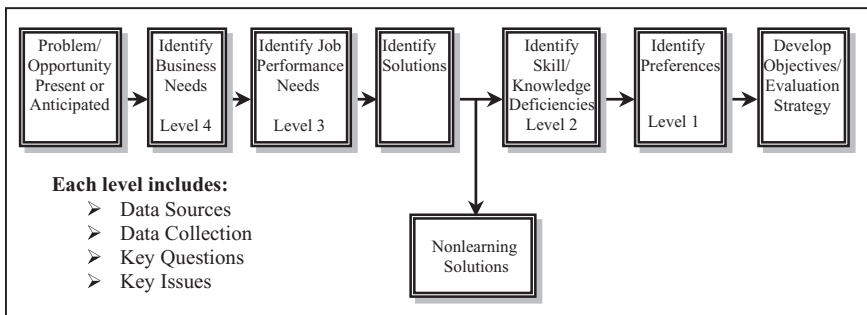 Problem/
Opportunity
Present or
Anticipated
Identify
Business
Needs
Level 4
Identify Job
Performance
Needs
Level 3
Identify
Solutions
Identify
Skill/
Knowledge
Deficiencies
Level 2
Identify
Preferences
Level 1
Develop
Objectives/
Evaluation
Strategy
Each level includes:
➢ Data Sources
➢ Data Collection
➢ Key Questions
➢ Key Issues
Nonlearning
Solutions